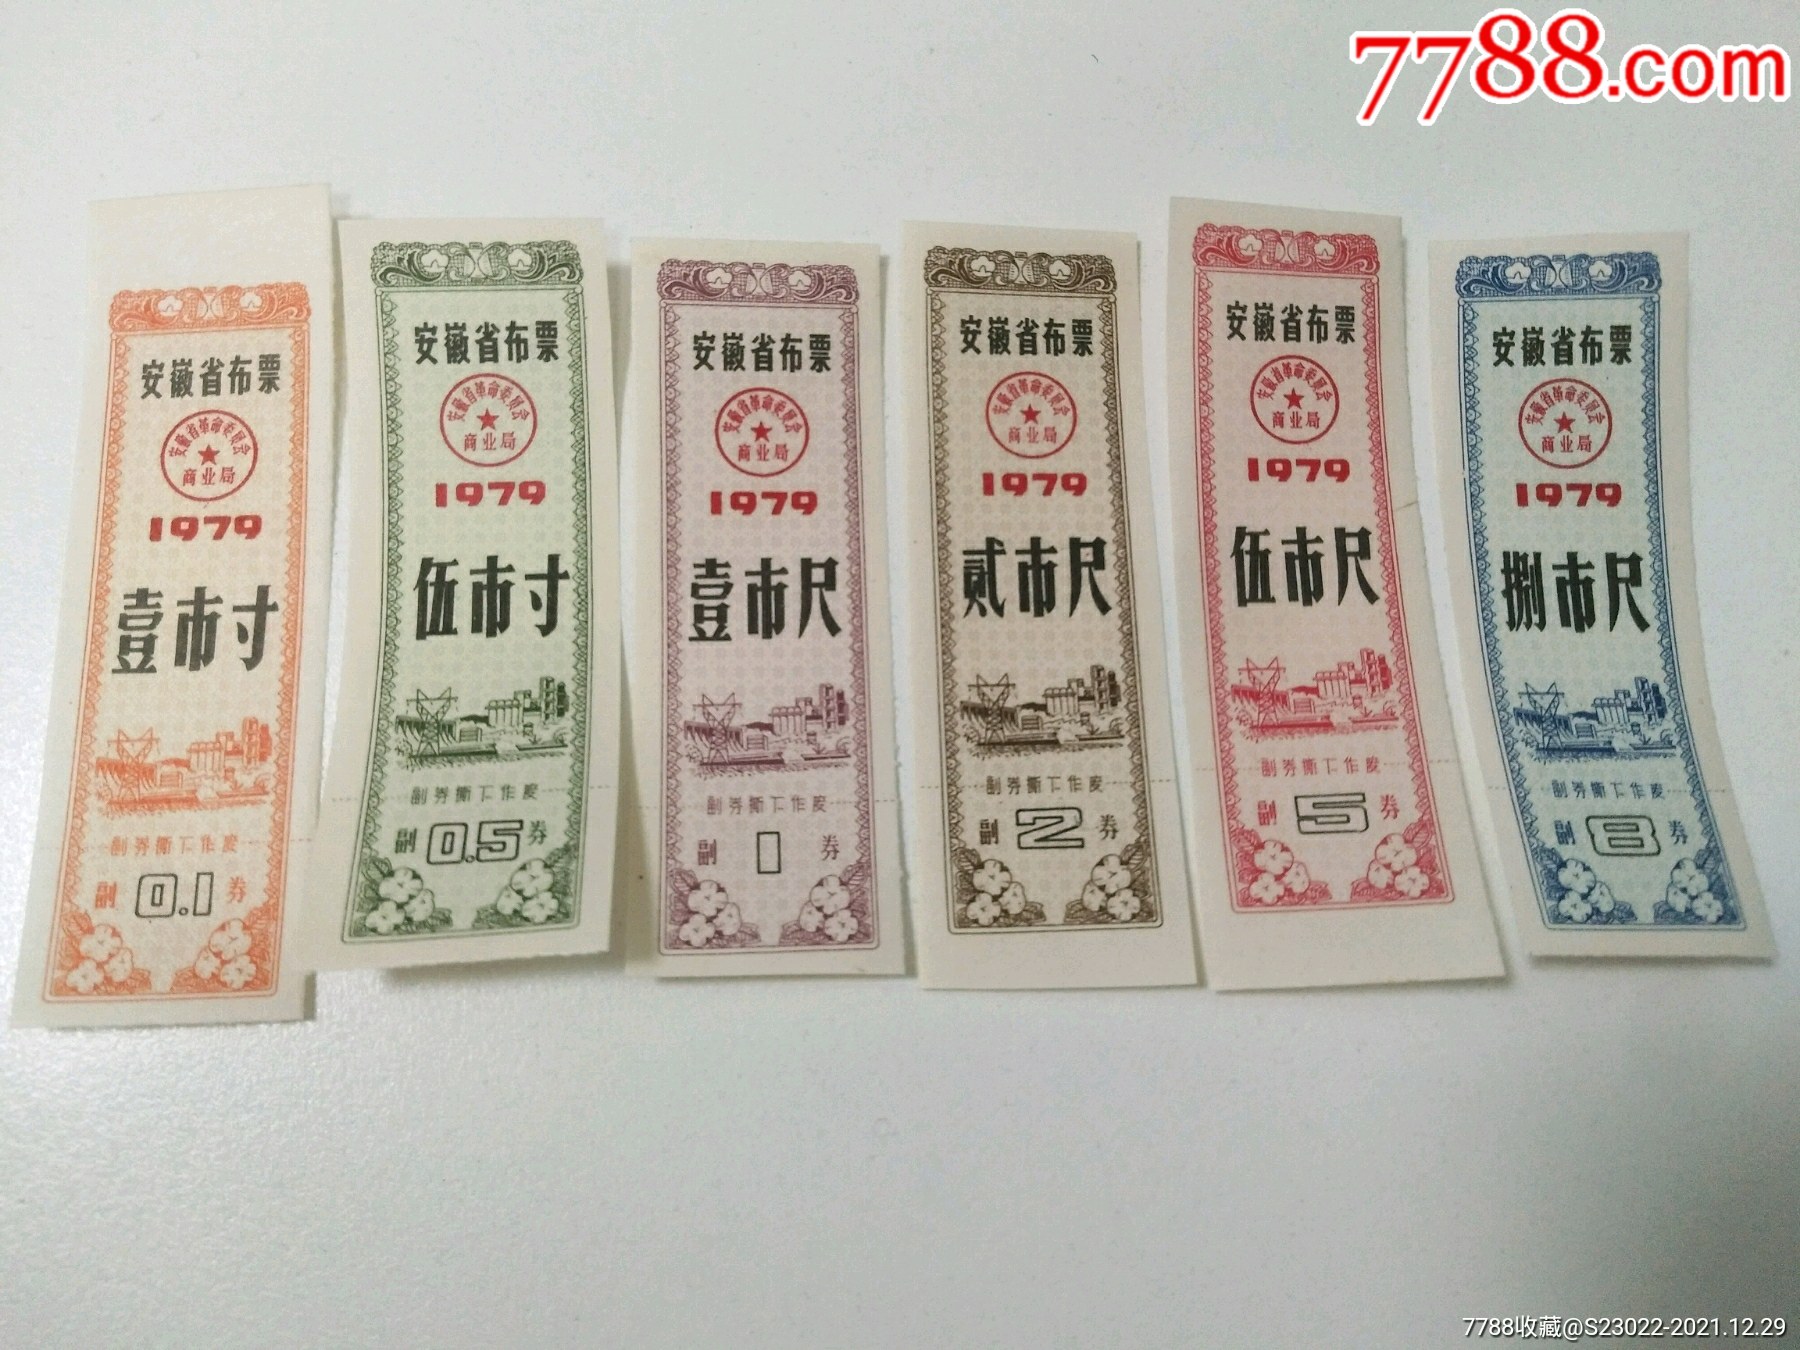 7788.com
安徽省布票
安徽省革命委员会
商业局
1979
壹市寸
副券撕下作废
副 0.1 券
安徽省布票
安徽省革命委员会
商业局
1979
伍市寸
副券撕下作废
副 0.5 券
安徽省布票
安徽省革命委员会
商业局
1979
壹市尺
副券撕下作废
副 1 券
安徽省布票
安徽省革命委员会
商业局
1979
贰市尺
副券撕下作废
副 2 券
安徽省布票
安徽省革命委员会
商业局
1979
伍市尺
副券撕下作废
副 5 券
安徽省布票
安徽省革命委员会
商业局
1979
捌市尺
副券撕下作废
副 8 券
7788收藏@S23022-2021.12.29